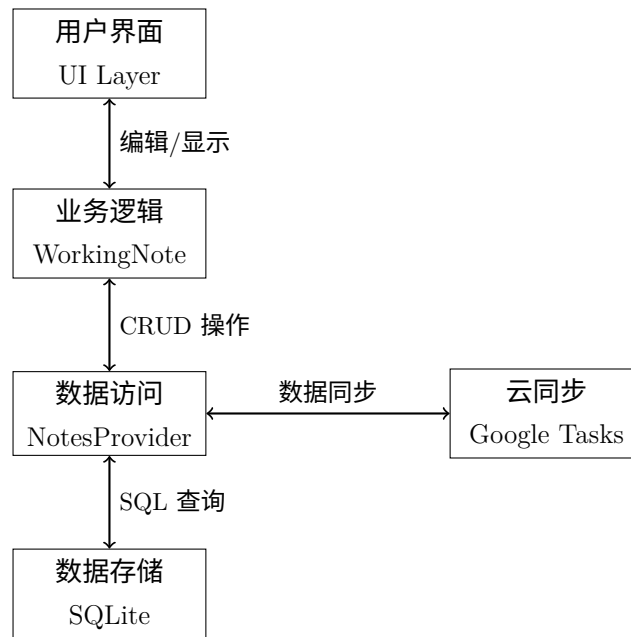 用户界面
UI Layer
编辑/显示
业务逻辑
WorkingNote
CRUD 操作
数据访问
NotesProvider
数据同步
云同步
Google Tasks
SQL 查询
数据存储
SQLite